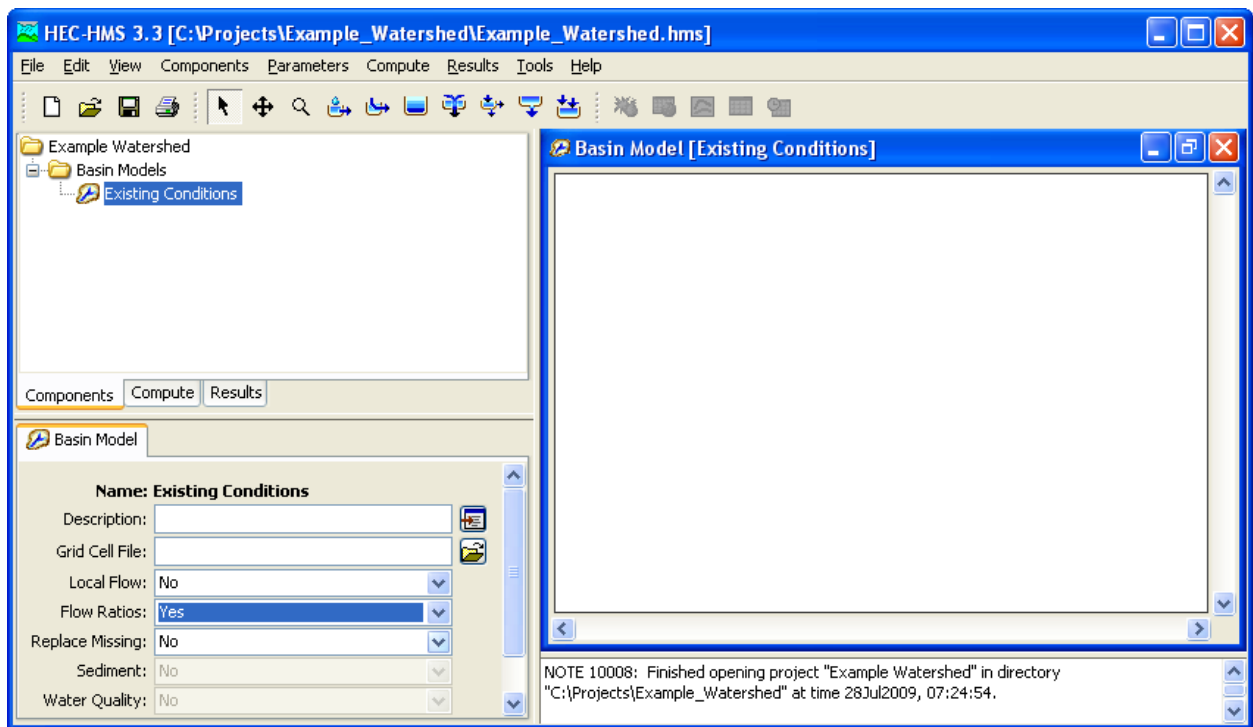 HEC-HMS 3.3 [C:\Projects\Example_Watershed\Example_Watershed.hms]
File Edit View Components Parameters Compute Results Tools Help
Example Watershed
Basin Models
Existing Conditions
Components Compute Results
Basin Model
Name: Existing Conditions
Description:
Grid Cell File:
Local Flow: No
Flow Ratios: Yes
Replace Missing: No
Sediment: No
Water Quality: No
Basin Model [Existing Conditions]
NOTE 10008: Finished opening project "Example Watershed" in directory
"C:\Projects\Example_Watershed" at time 28Jul2009, 07:24:54.